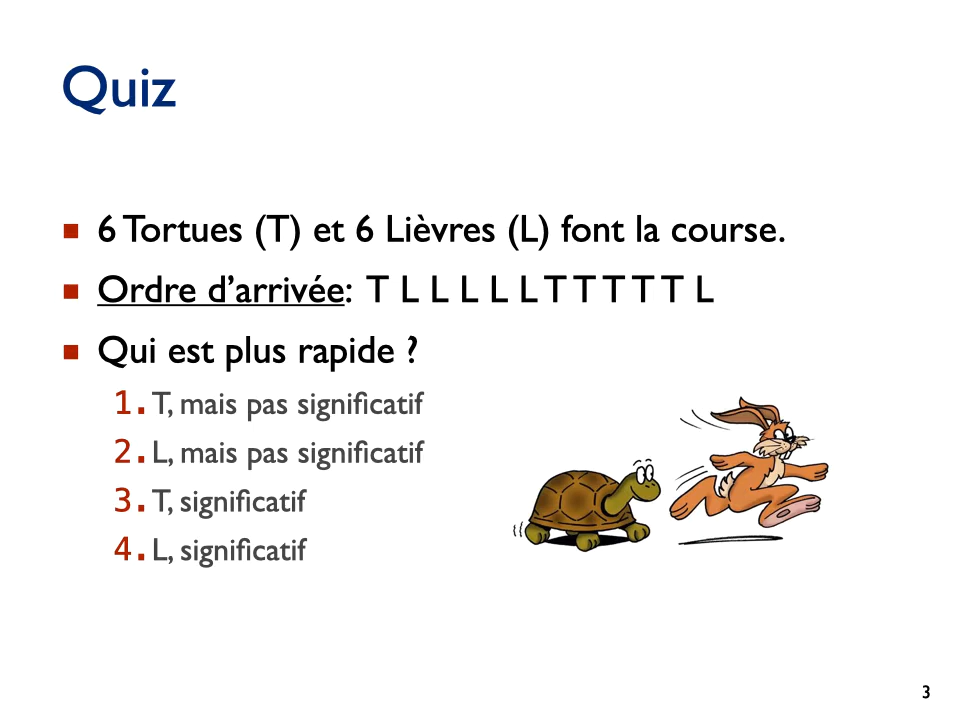 Quiz
6 Tortues (T) et 6 Lièvres (L) font la course.
Ordre d’arrivée: T L L L L L T T T T T L
Qui est plus rapide ?
1. T, mais pas significatif
2. L, mais pas significatif
3. T, significatif
4. L, significatif
3